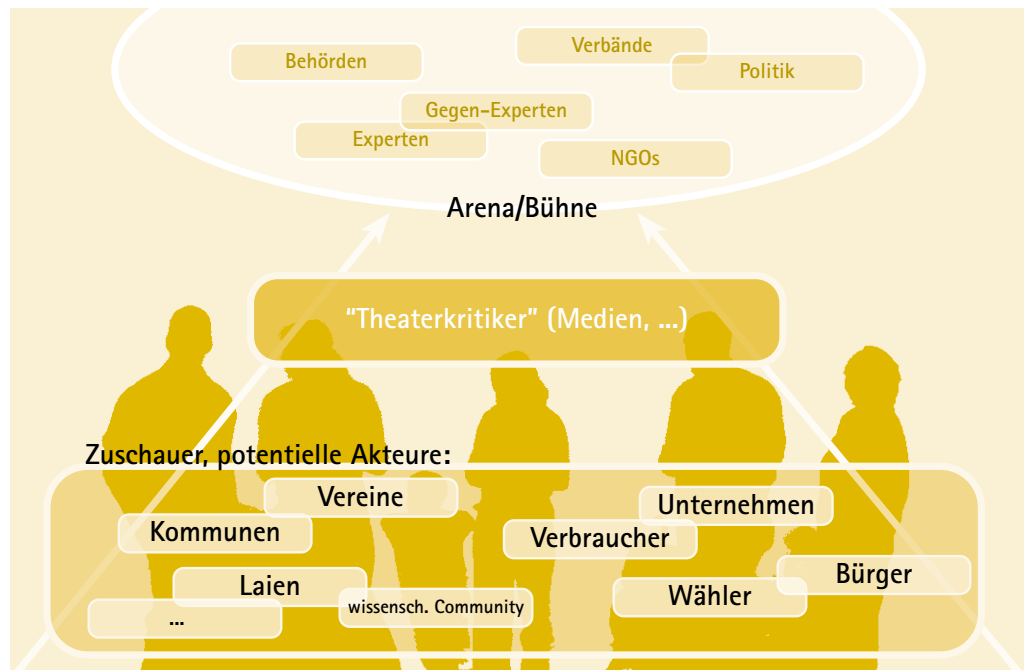 Verbände
Behörden
Politik
Gegen-Experten
Experten
NGOs
Arena/Bühne
"Theaterkritiker" (Medien, ...)
Zuschauer, potentielle Akteure:
Vereine
Unternehmen
Kommunen
Verbraucher
Bürger
Laien
Wähler
wissensch. Community
...